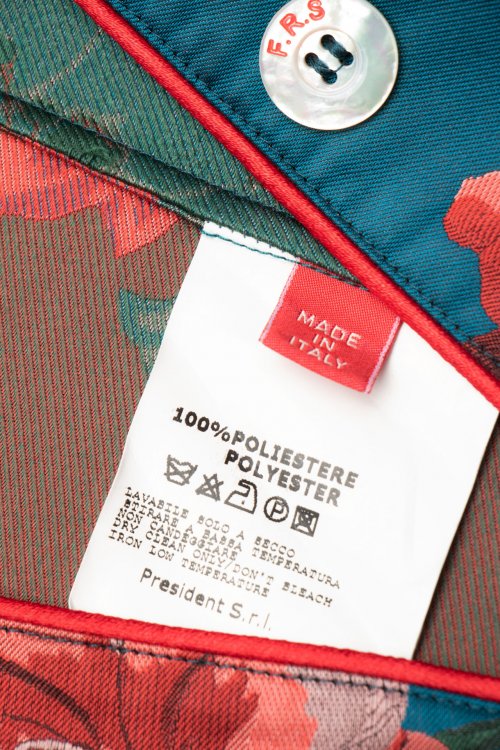 F.R.S
MADE
IN
ITALY
100%POLIESTERE
POLYESTER
LAVABILE SOLO A SECCO
STIRARE A BASSA TEMPERATURA
NON CANDEGGIARE
DRY CLEAN ONLY/DON'T BLEACH
IRON LOW TEMPERATURE
President S.r.l.